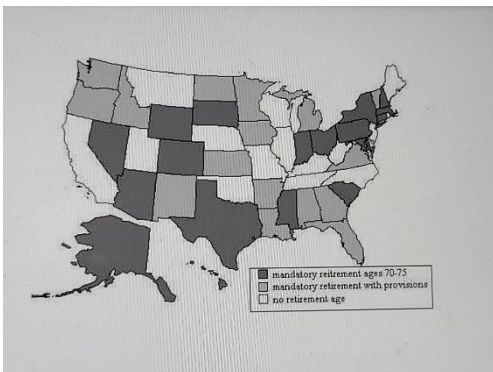 mandatory reitrement ages 70-75
mandatory retirement with provisions
no retirement age